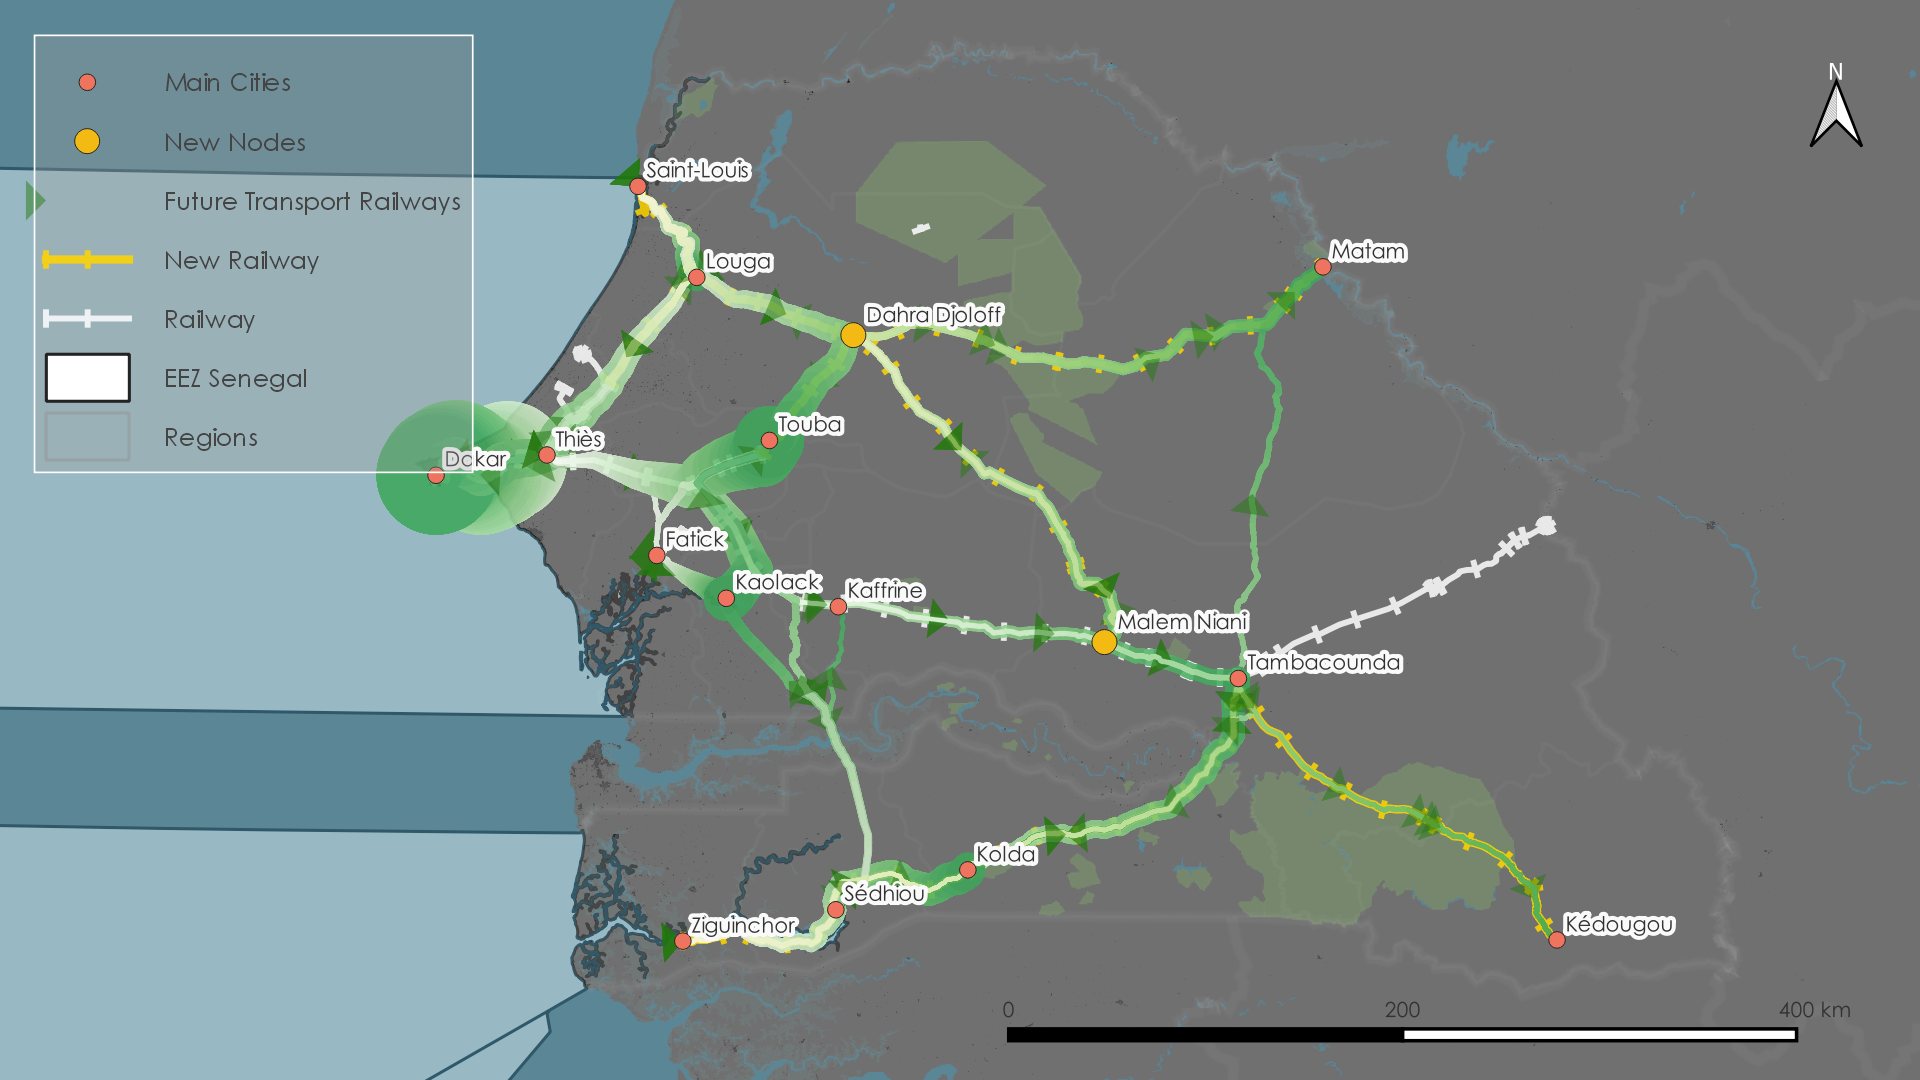 Main Cities
New Nodes
Future Transport Railways
New Railway
Railway
EEZ Senegal
Regions
N
Saint-Louis
Louga
Matam
Dahra Djoloff
Touba
Thiès
Dakar
Fatick
Kaolack
Kaffrine
Malem Niani
Tambacounda
Kolda
Sédhiou
Ziguinchor
Kédougou
0 200 400 km